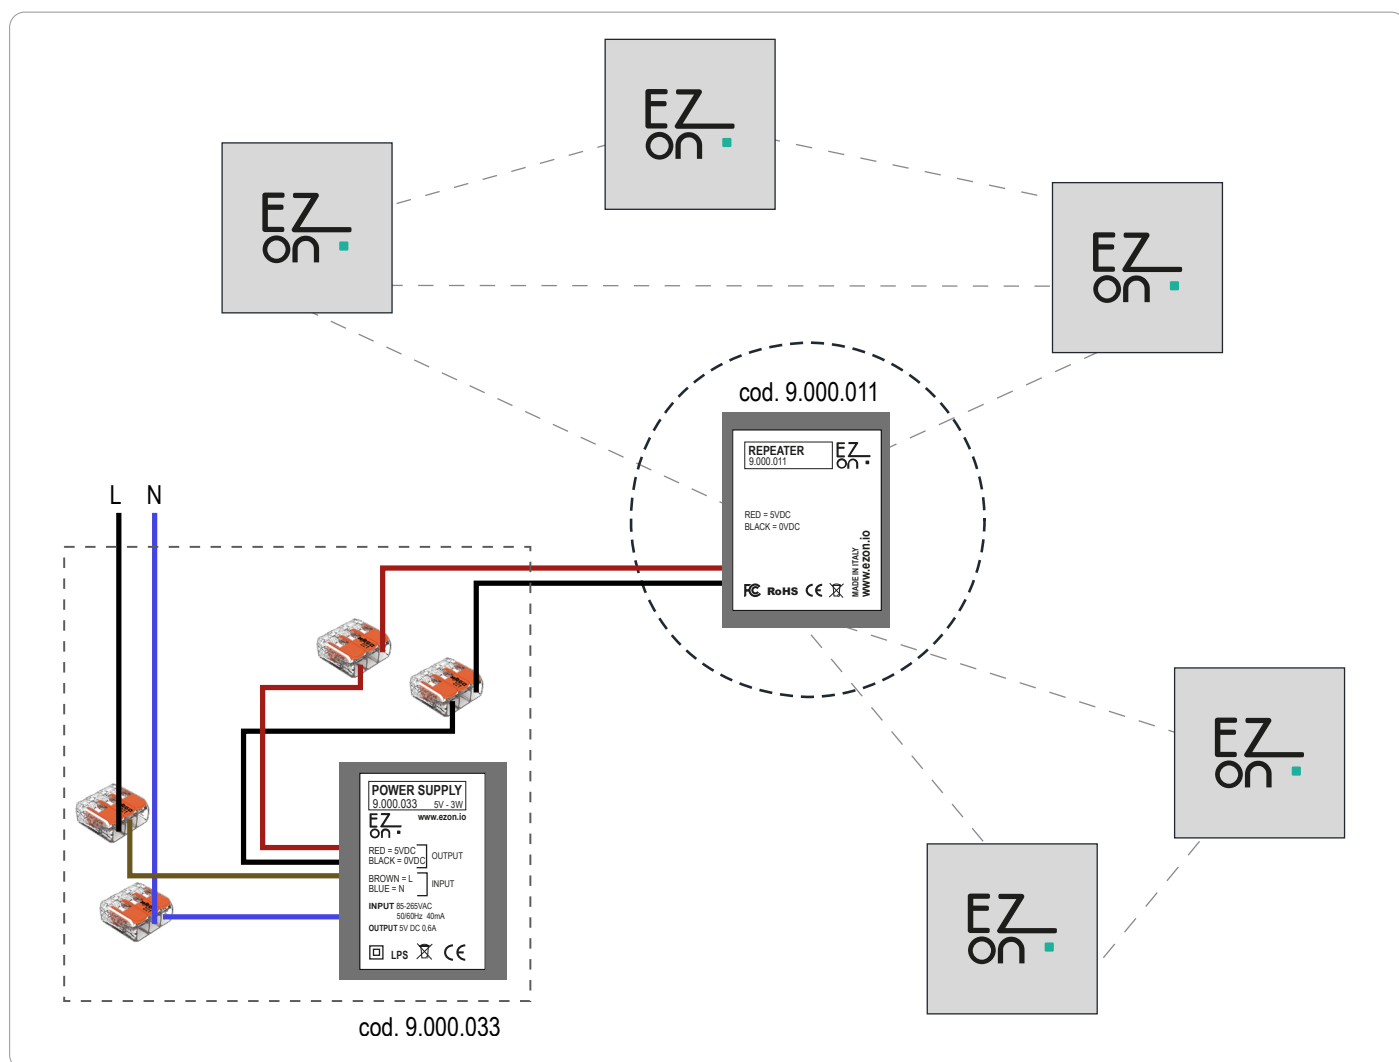 EZ
on
EZ
on
EZ
on
cod. 9.000.011
REPEATER
9.000.011
EZ
on
RED = 5VDC
BLACK = 0VDC
MADE IN ITALY
www.ezon.io
FC RoHS CE
L N
POWER SUPPLY
9.000.033 5V - 3W
www.ezon.io
EZ
on
RED = 5VDC
BLACK = 0VDC
OUTPUT
BROWN = L
BLUE = N
INPUT
INPUT 85-265VAC
50/60Hz 40mA
OUTPUT 5V DC 0,6A
LPS CE
cod. 9.000.033
EZ
on
EZ
on